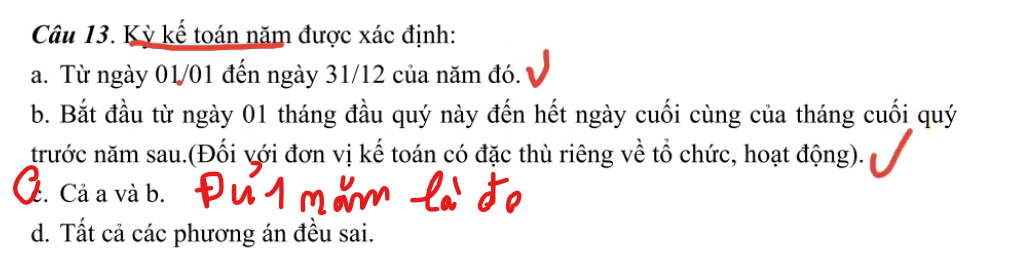 Câu 13. Kỳ kế toán năm được xác định:
a. Từ ngày 01/01 đến ngày 31/12 của năm đó.
b. Bắt đầu từ ngày 01 tháng đầu quý này đến hết ngày cuối cùng của tháng cuối quý
trước năm sau.(Đối với đơn vị kế toán có đặc thù riêng về tổ chức, hoạt động).
c. Cả a và b. Đủ 1 năm là đc
d. Tất cả các phương án đều sai.